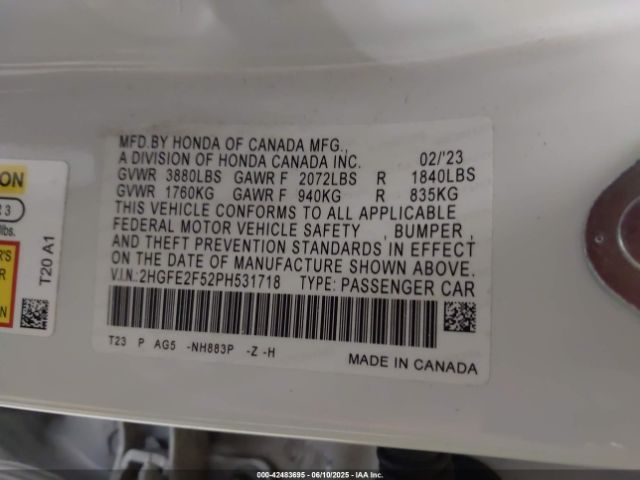 MFD.BY HONDA OF CANADA MFG.,
A DIVISION OF HONDA CANADA INC. 02/'23
GVWR 3880LBS GAWR F 2072LBS R 1840LBS
GVWR 1760KG GAWR F 940KG R 835KG
THIS VEHICLE CONFORMS TO ALL APPLICABLE
FEDERAL MOTOR VEHICLE SAFETY , BUMPER ,
AND THEFT PREVENTION STANDARDS IN EFFECT
ON THE DATE OF MANUFACTURE SHOWN ABOVE.
V.I.N.:2HGFE2F52PH531718 TYPE: PASSENGER CAR
T23 P AG5 -NH883P -Z -H
MADE IN CANADA
ON
R 3
lbs.
R'S
R
T20 A1
000-42483695 - 06/10/2025 - IAA Inc.